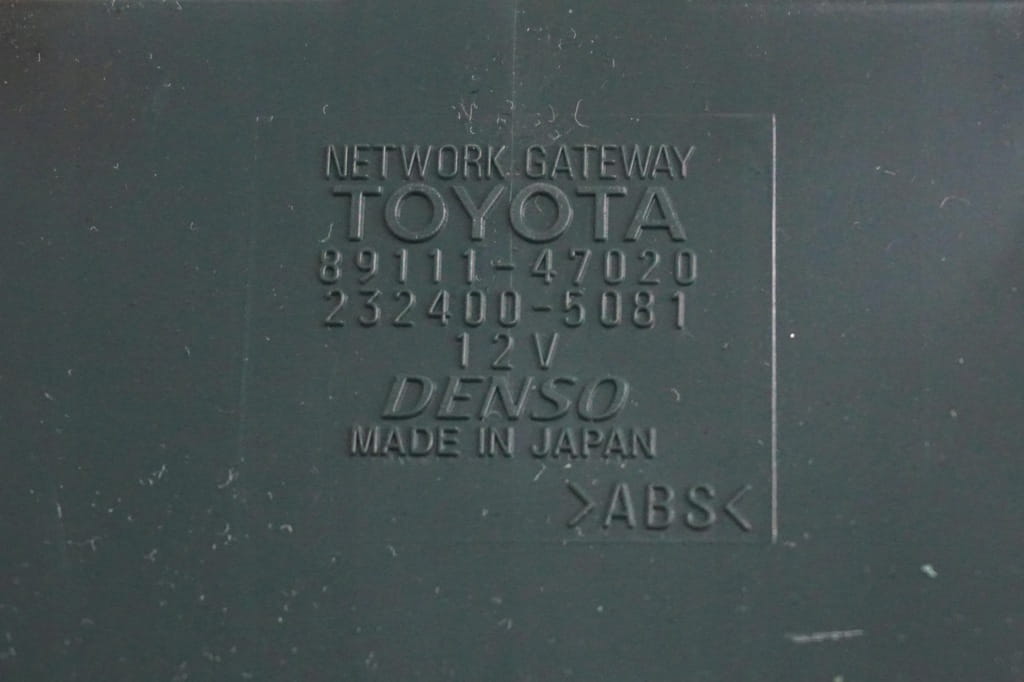 NETWORK GATEWAY
TOYOTA
89111-47020
232400-5081
12V
DENSO
MADE IN JAPAN
>ABS<